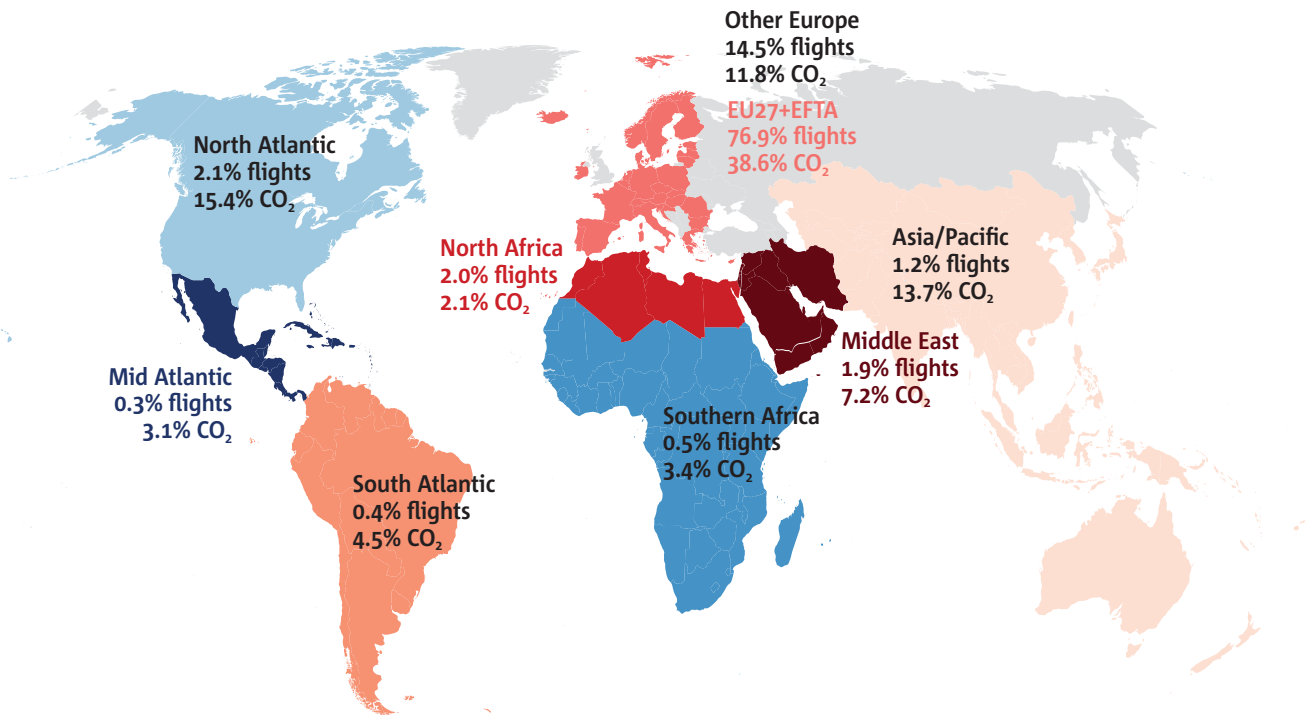 Other Europe
14.5% flights
11.8% CO₂
EU27+EFTA
76.9% flights
38.6% CO₂
North Atlantic
2.1% flights
15.4% CO₂
North Africa
2.0% flights
2.1% CO₂
Asia/Pacific
1.2% flights
13.7% CO₂
Middle East
1.9% flights
7.2% CO₂
Mid Atlantic
0.3% flights
3.1% CO₂
Southern Africa
0.5% flights
3.4% CO₂
South Atlantic
0.4% flights
4.5% CO₂